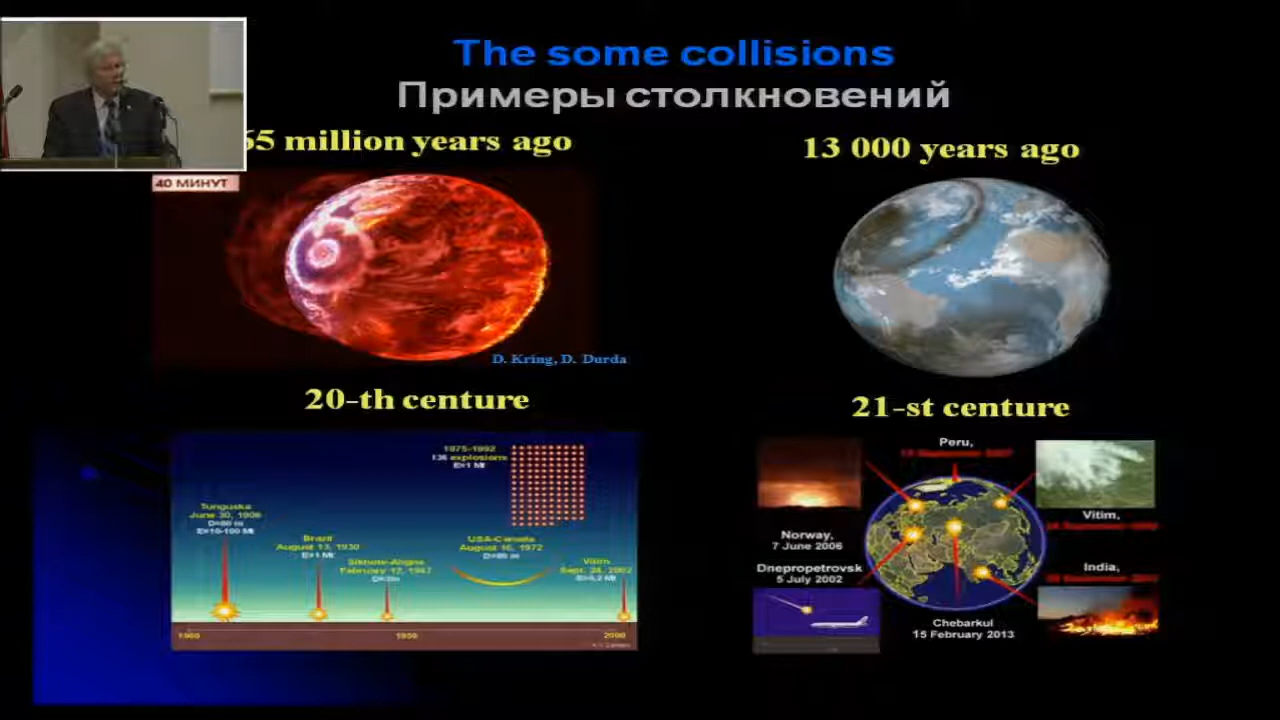 The some collisions
Примеры столкновений
65 million years ago
13 000 years ago
40 МИНУТ
D. Kring, D. Durda
20-th centure
21-st centure
1975-1992
136 explosions
E=1 Mt
Tunguska
June 30, 1908
D=60 m
E=10-100 Mt
Brazil
August 13, 1930
E=1 Mt
Sikhote-Aligne
February 12, 1947
USA-Canada
August 10, 1972
D=80 m
Vitim
Sept. 24, 2002
E=0,2 Mt
1900
1950
2000
Peru,
Norway,
7 June 2006
Vitim,
Dnepropetrovsk
5 July 2002
India,
Chebarkul
15 February 2013